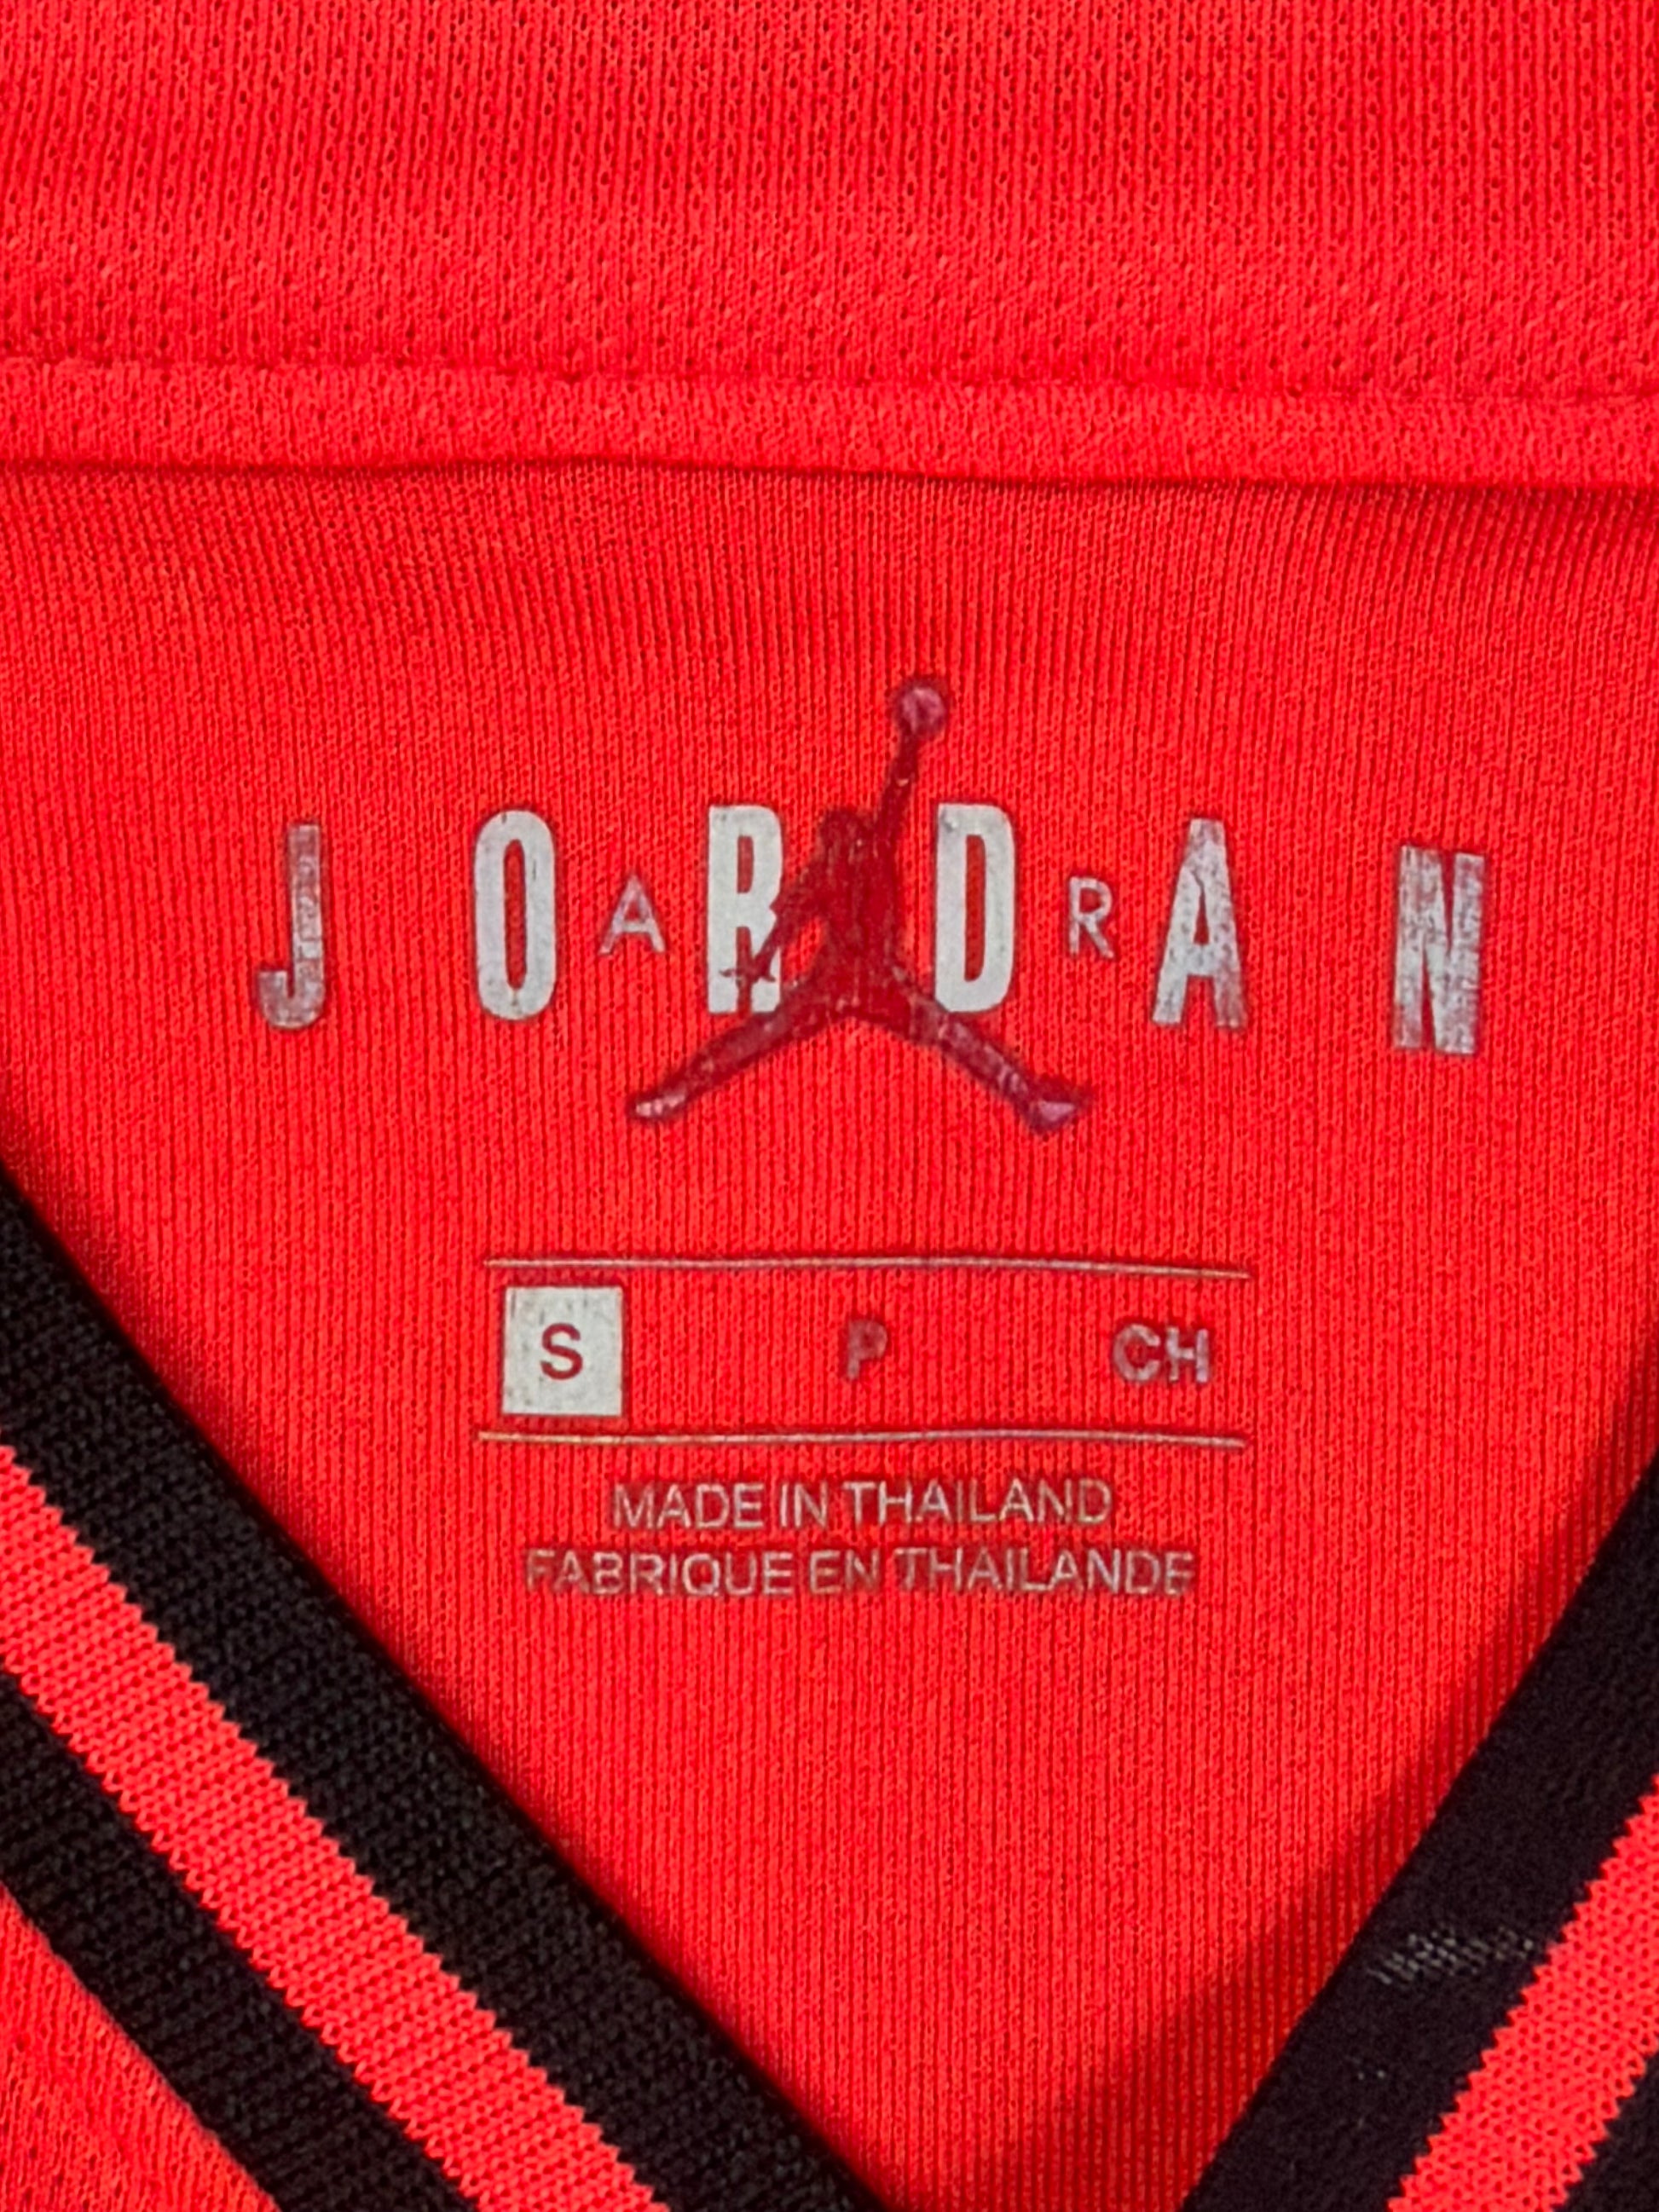 JORDAN
AIR
S P CH
MADE IN THAILAND
FABRIQUE EN THAILANDE